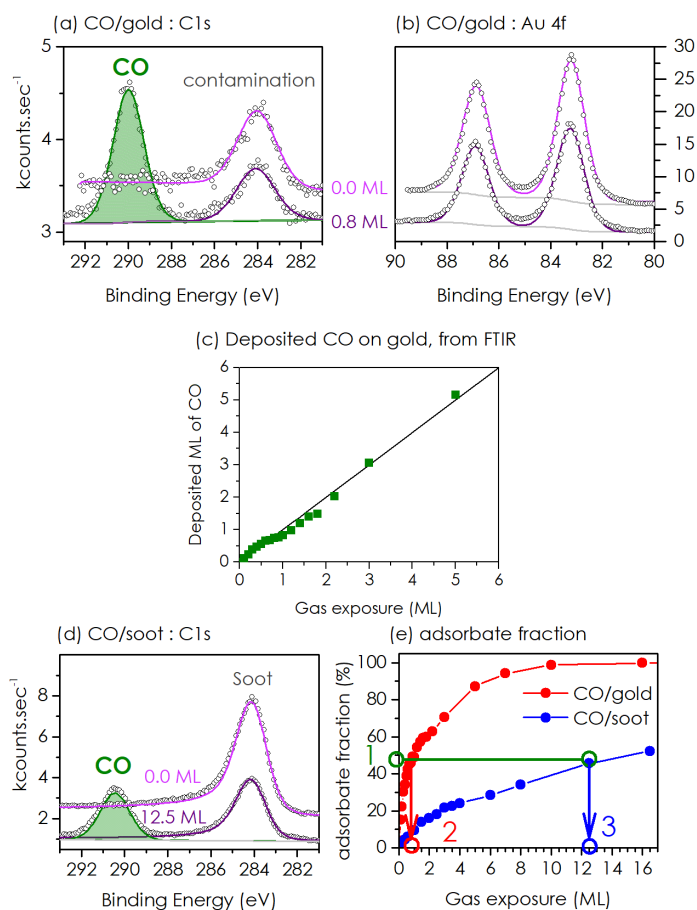 (a) CO/gold : C1s
(b) CO/gold : Au 4f
CO
contamination
kcounts.sec⁻¹
5
4
3
0.0 ML
0.8 ML
30
25
20
15
10
5
0
292 290 288 286 284 282
90 88 86 84 82 80
Binding Energy (eV)
Binding Energy (eV)
(c) Deposited CO on gold, from FTIR
Deposited ML of CO
6
5
4
3
2
1
0
0 1 2 3 4 5 6
Gas exposure (ML)
(d) CO/soot : C1s
(e) adsorbate fraction
kcounts.sec⁻¹
8
6
4
2
Soot
CO
0.0 ML
12.5 ML
292 290 288 286 284 282
Binding Energy (eV)
adsorbate fraction (%)
100
80
60
40
20
0
CO/gold
CO/soot
1
2
3
0 2 4 6 8 10 12 14 16
Gas exposure (ML)